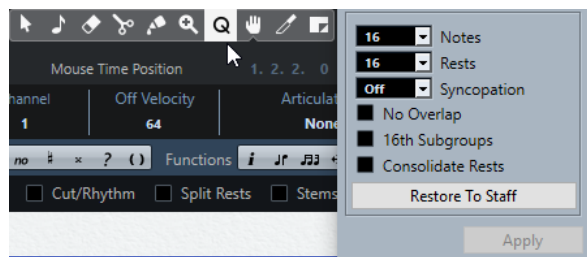 Q
Mouse Time Position 1. 2. 2. 0
hannel Off Velocity Articulat
1 64 None
no ? ( ) Functions i
Cut/Rhythm Split Rests Stems
16 Notes
16 Rests
Off Syncopation
No Overlap
16th Subgroups
Consolidate Rests
Restore To Staff
Apply